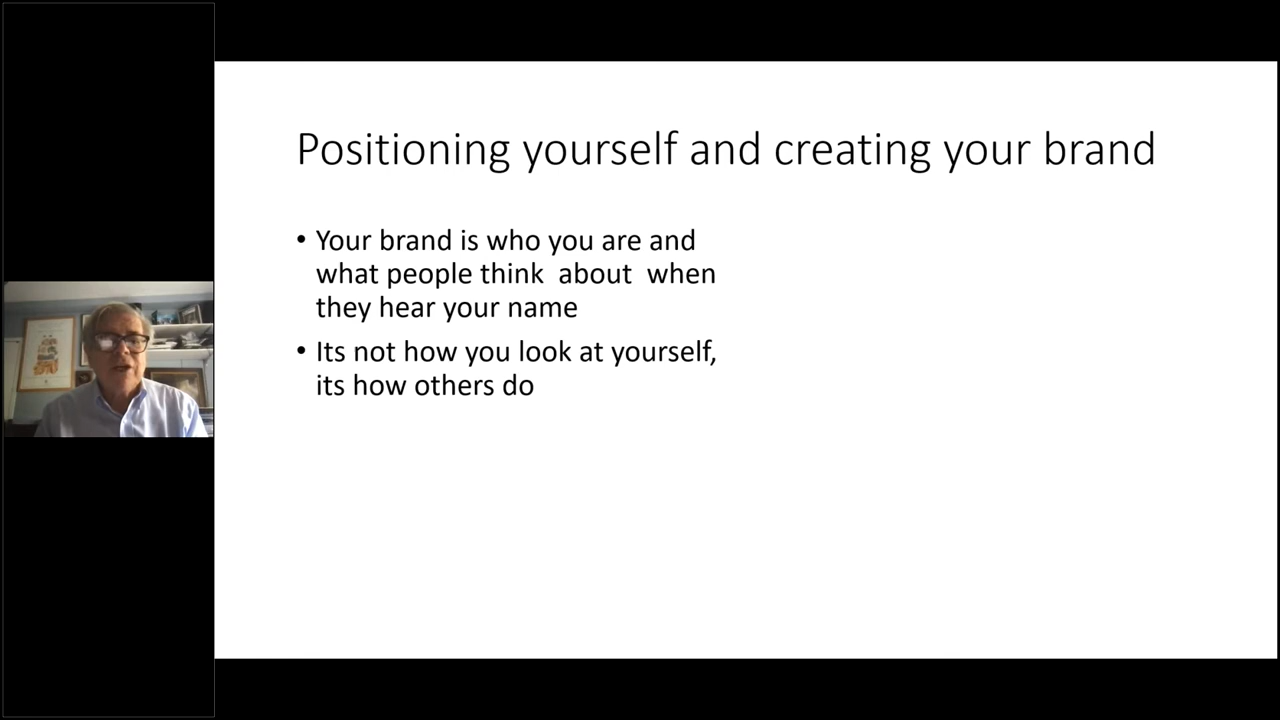 Positioning yourself and creating your brand
• Your brand is who you are and
what people think  about  when
they hear your name
• Its not how you look at yourself,
its how others do